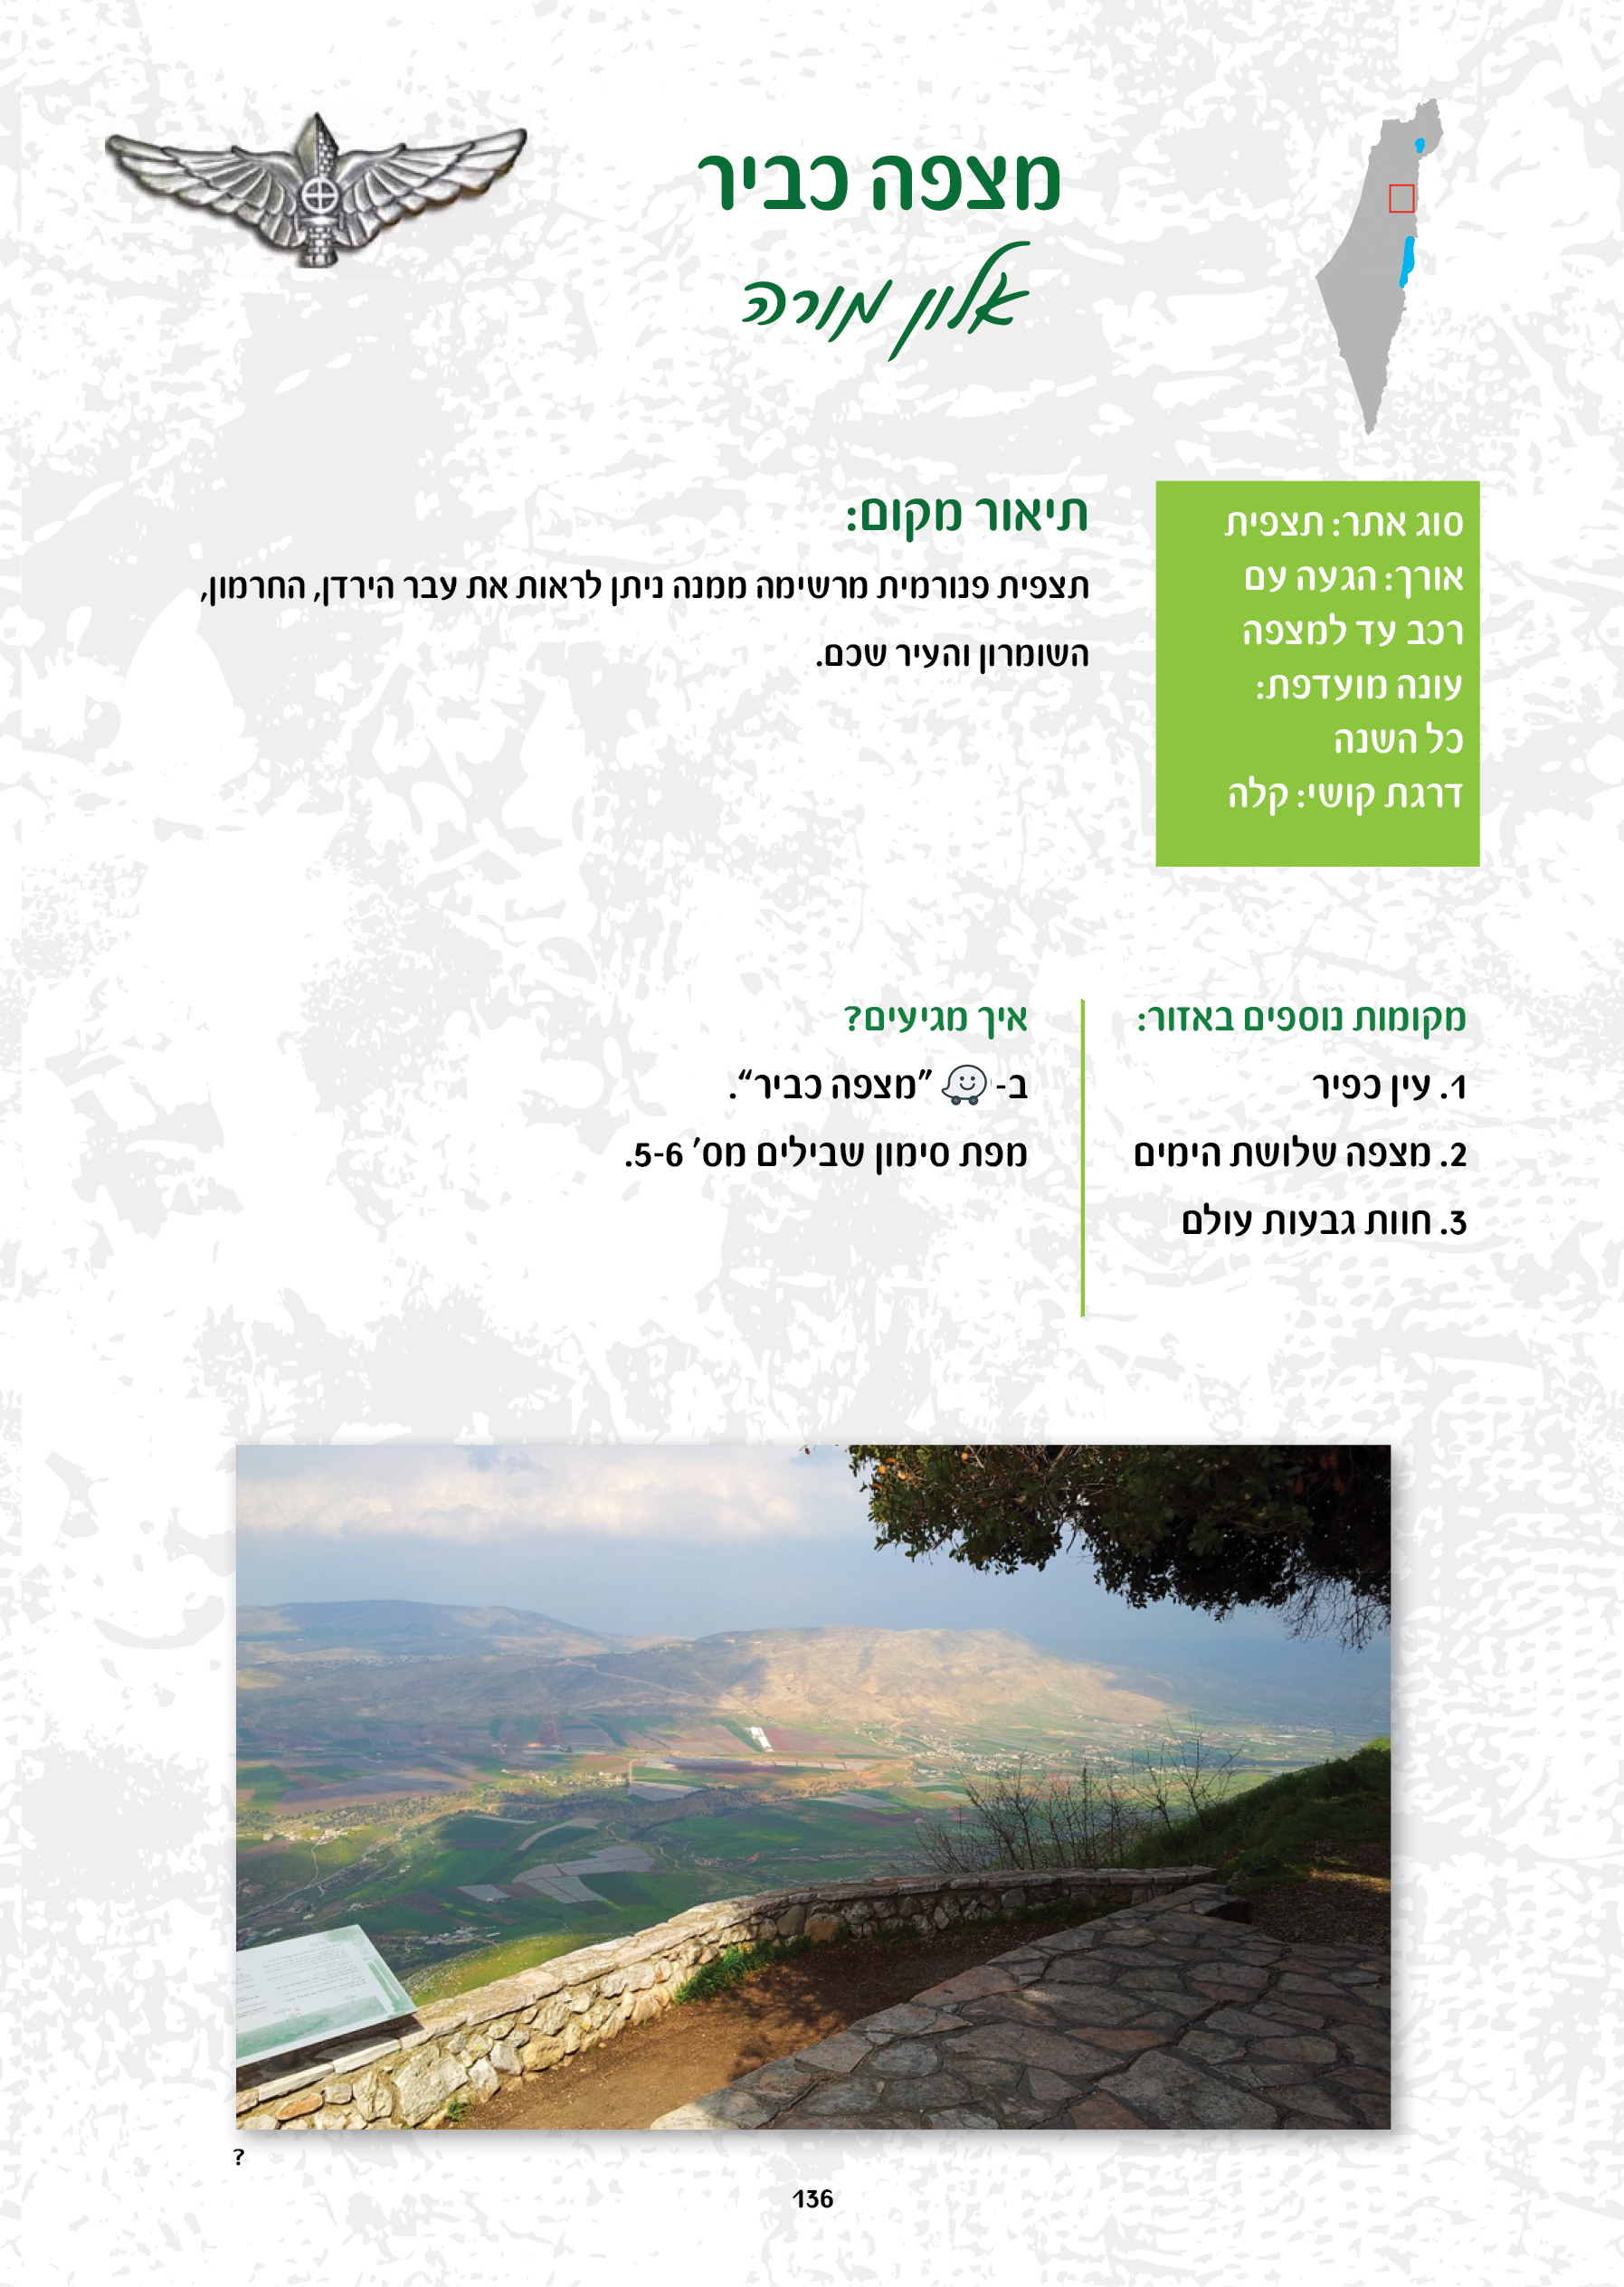 מצפה כביר
אלון מורה
סוג אתר: תצפית
אורך: הגעה עם
רכב עד למצפה
עונה מועדפת:
כל השנה
דרגת קושי: קלה
תיאור מקום:
תצפית פנורמית מרשימה ממנה ניתן לראות את עבר הירדן, החרמון,
השומרון והעיר שכם.
מקומות נוספים באזור:
1. עין כפיר
2. מצפה שלושת הימים
3. חוות גבעות עולם
איך מגיעים?
ב- ”מצפה כביר“.
מפת סימון שבילים מס' 5-6.
?
136